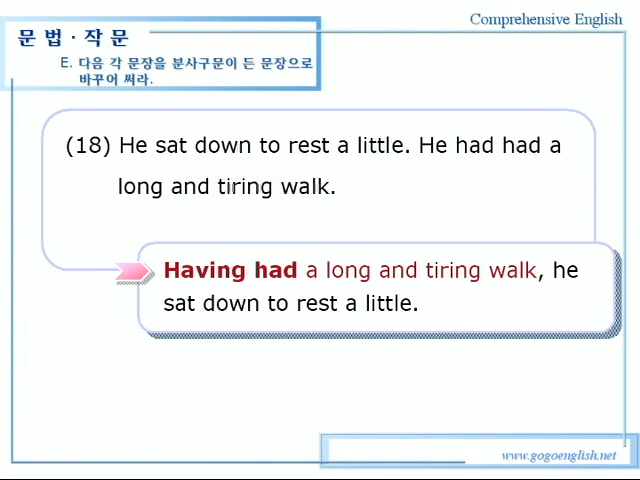 Comprehensive English
문 법 · 작 문
E. 다음 각 문장을 분사구문이 든 문장으로
바꾸어 써라.
(18) He sat down to rest a little. He had had a
long and tiring walk.
Having had a long and tiring walk, he
sat down to rest a little.
www.gogoenglish.net